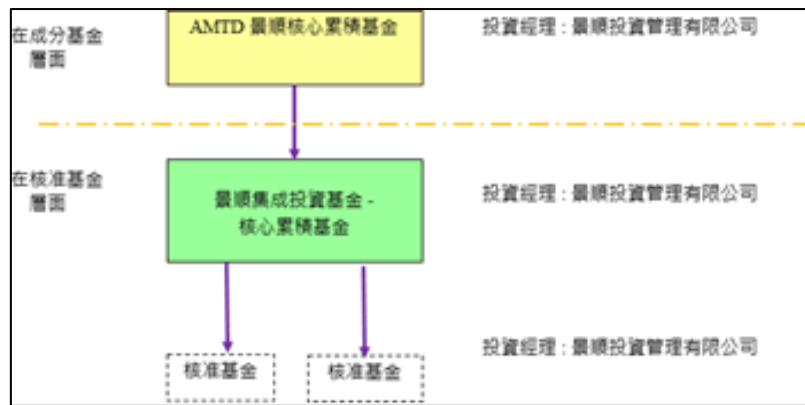 在成分基金
層面
AMTD 景順核心累積基金
投資經理 : 景順投資管理有限公司
在核准基金
層面
景順集成投資基金 -
核心累積基金
投資經理 : 景順投資管理有限公司
核准基金
核准基金
投資經理 : 景順投資管理有限公司